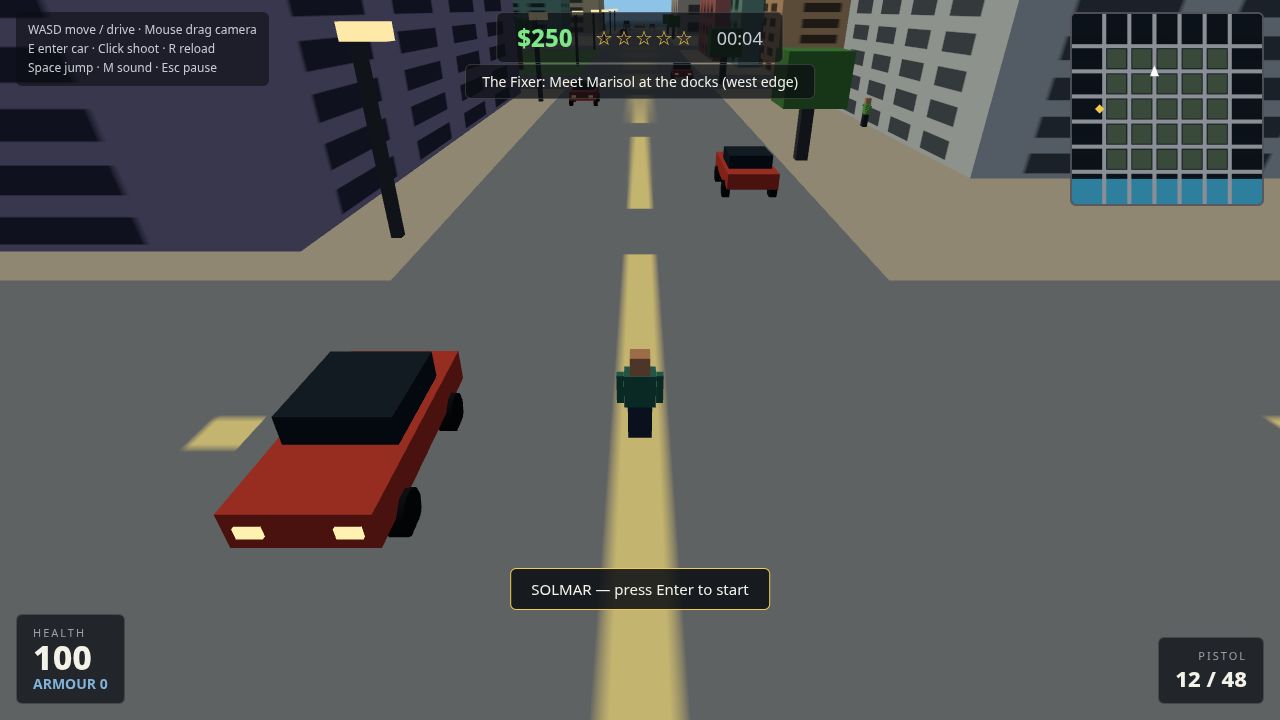 WASD move / drive · Mouse drag camera
E enter car · Click shoot · R reload
Space jump · M sound · Esc pause
$250 ☆☆☆☆☆ 00:04
The Fixer: Meet Marisol at the docks (west edge)
SOLMAR — press Enter to start
HEALTH
100
ARMOUR 0
PISTOL
12 / 48